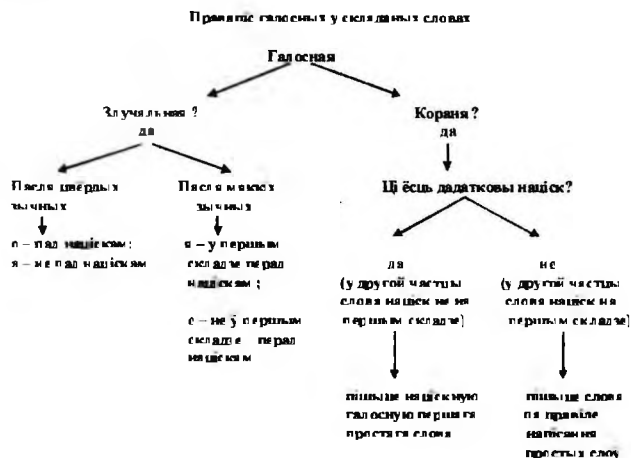 Правапіс галосных у складаных словах
Галосная
Злучальная ?
да
Пасля цвёрдых
зычных
о – пад націскам;
а – не пад націскам
Пасля мяккіх
зычных
я – у першым
складзе перад
націскам ;
е – не ў першым
складзе перад
націскам
Кораня ?
да
Ці ёсць дадатковы націск?
да
(у другой частцы
слова націск не на
першым складзе)
пішыце націскную
галосную першага
простага слова
не
(у другой частцы
слова націск на
першым складзе)
пішыце слова
па правіле
напісання
простых слоў